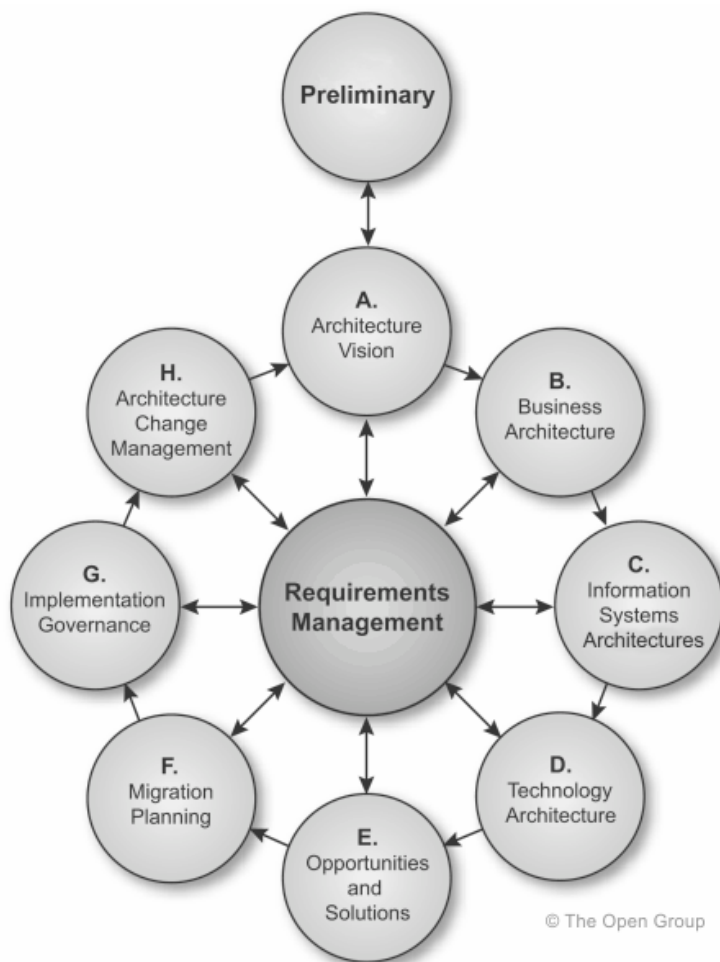 Preliminary
A.
Architecture
Vision
B.
Business
Architecture
C.
Information
Systems
Architectures
D.
Technology
Architecture
E.
Opportunities
and
Solutions
F.
Migration
Planning
G.
Implementation
Governance
H.
Architecture
Change
Management
Requirements
Management
© The Open Group